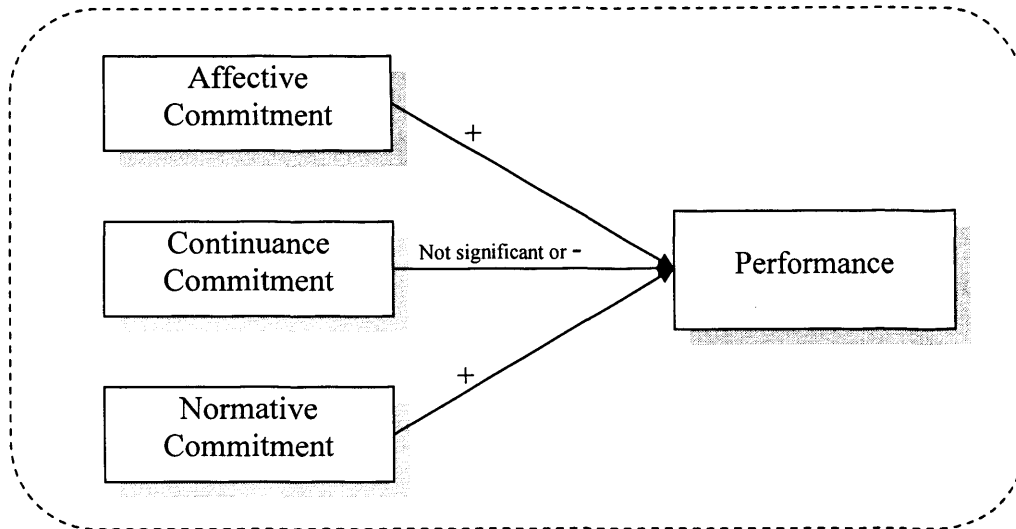 Affective
Commitment
+
Continuance
Commitment
Not significant or -
Performance
+
Normative
Commitment